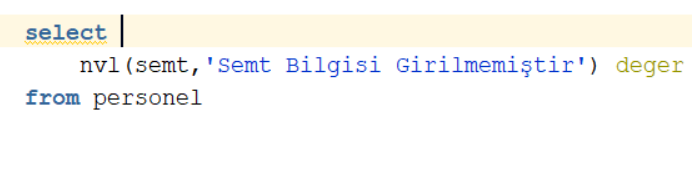 select
nvl(semt,'Semt Bilgisi Girilmemiştir') deger
from personel